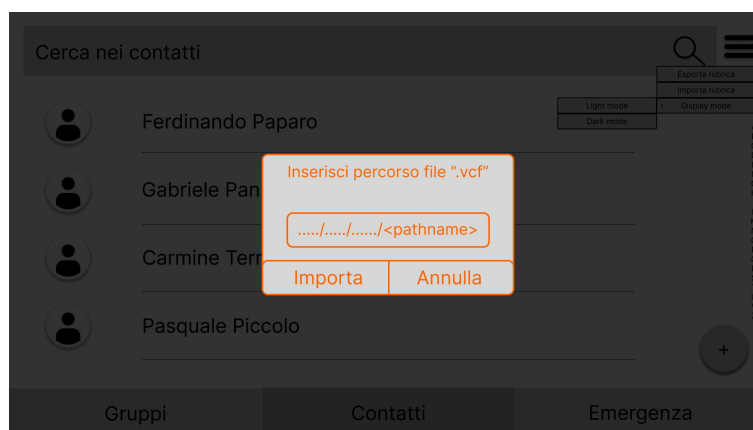 Cerca nei contatti
Esporta rubrica
Importa rubrica
Light mode
Display mode
Dark mode
Ferdinando Paparo
Inserisci percorso file “.vcf”
Gabriele Pan
...../...../....../<pathname>
Carmine Terr
Importa
Annulla
Pasquale Piccolo
+
Gruppi
Contatti
Emergenza